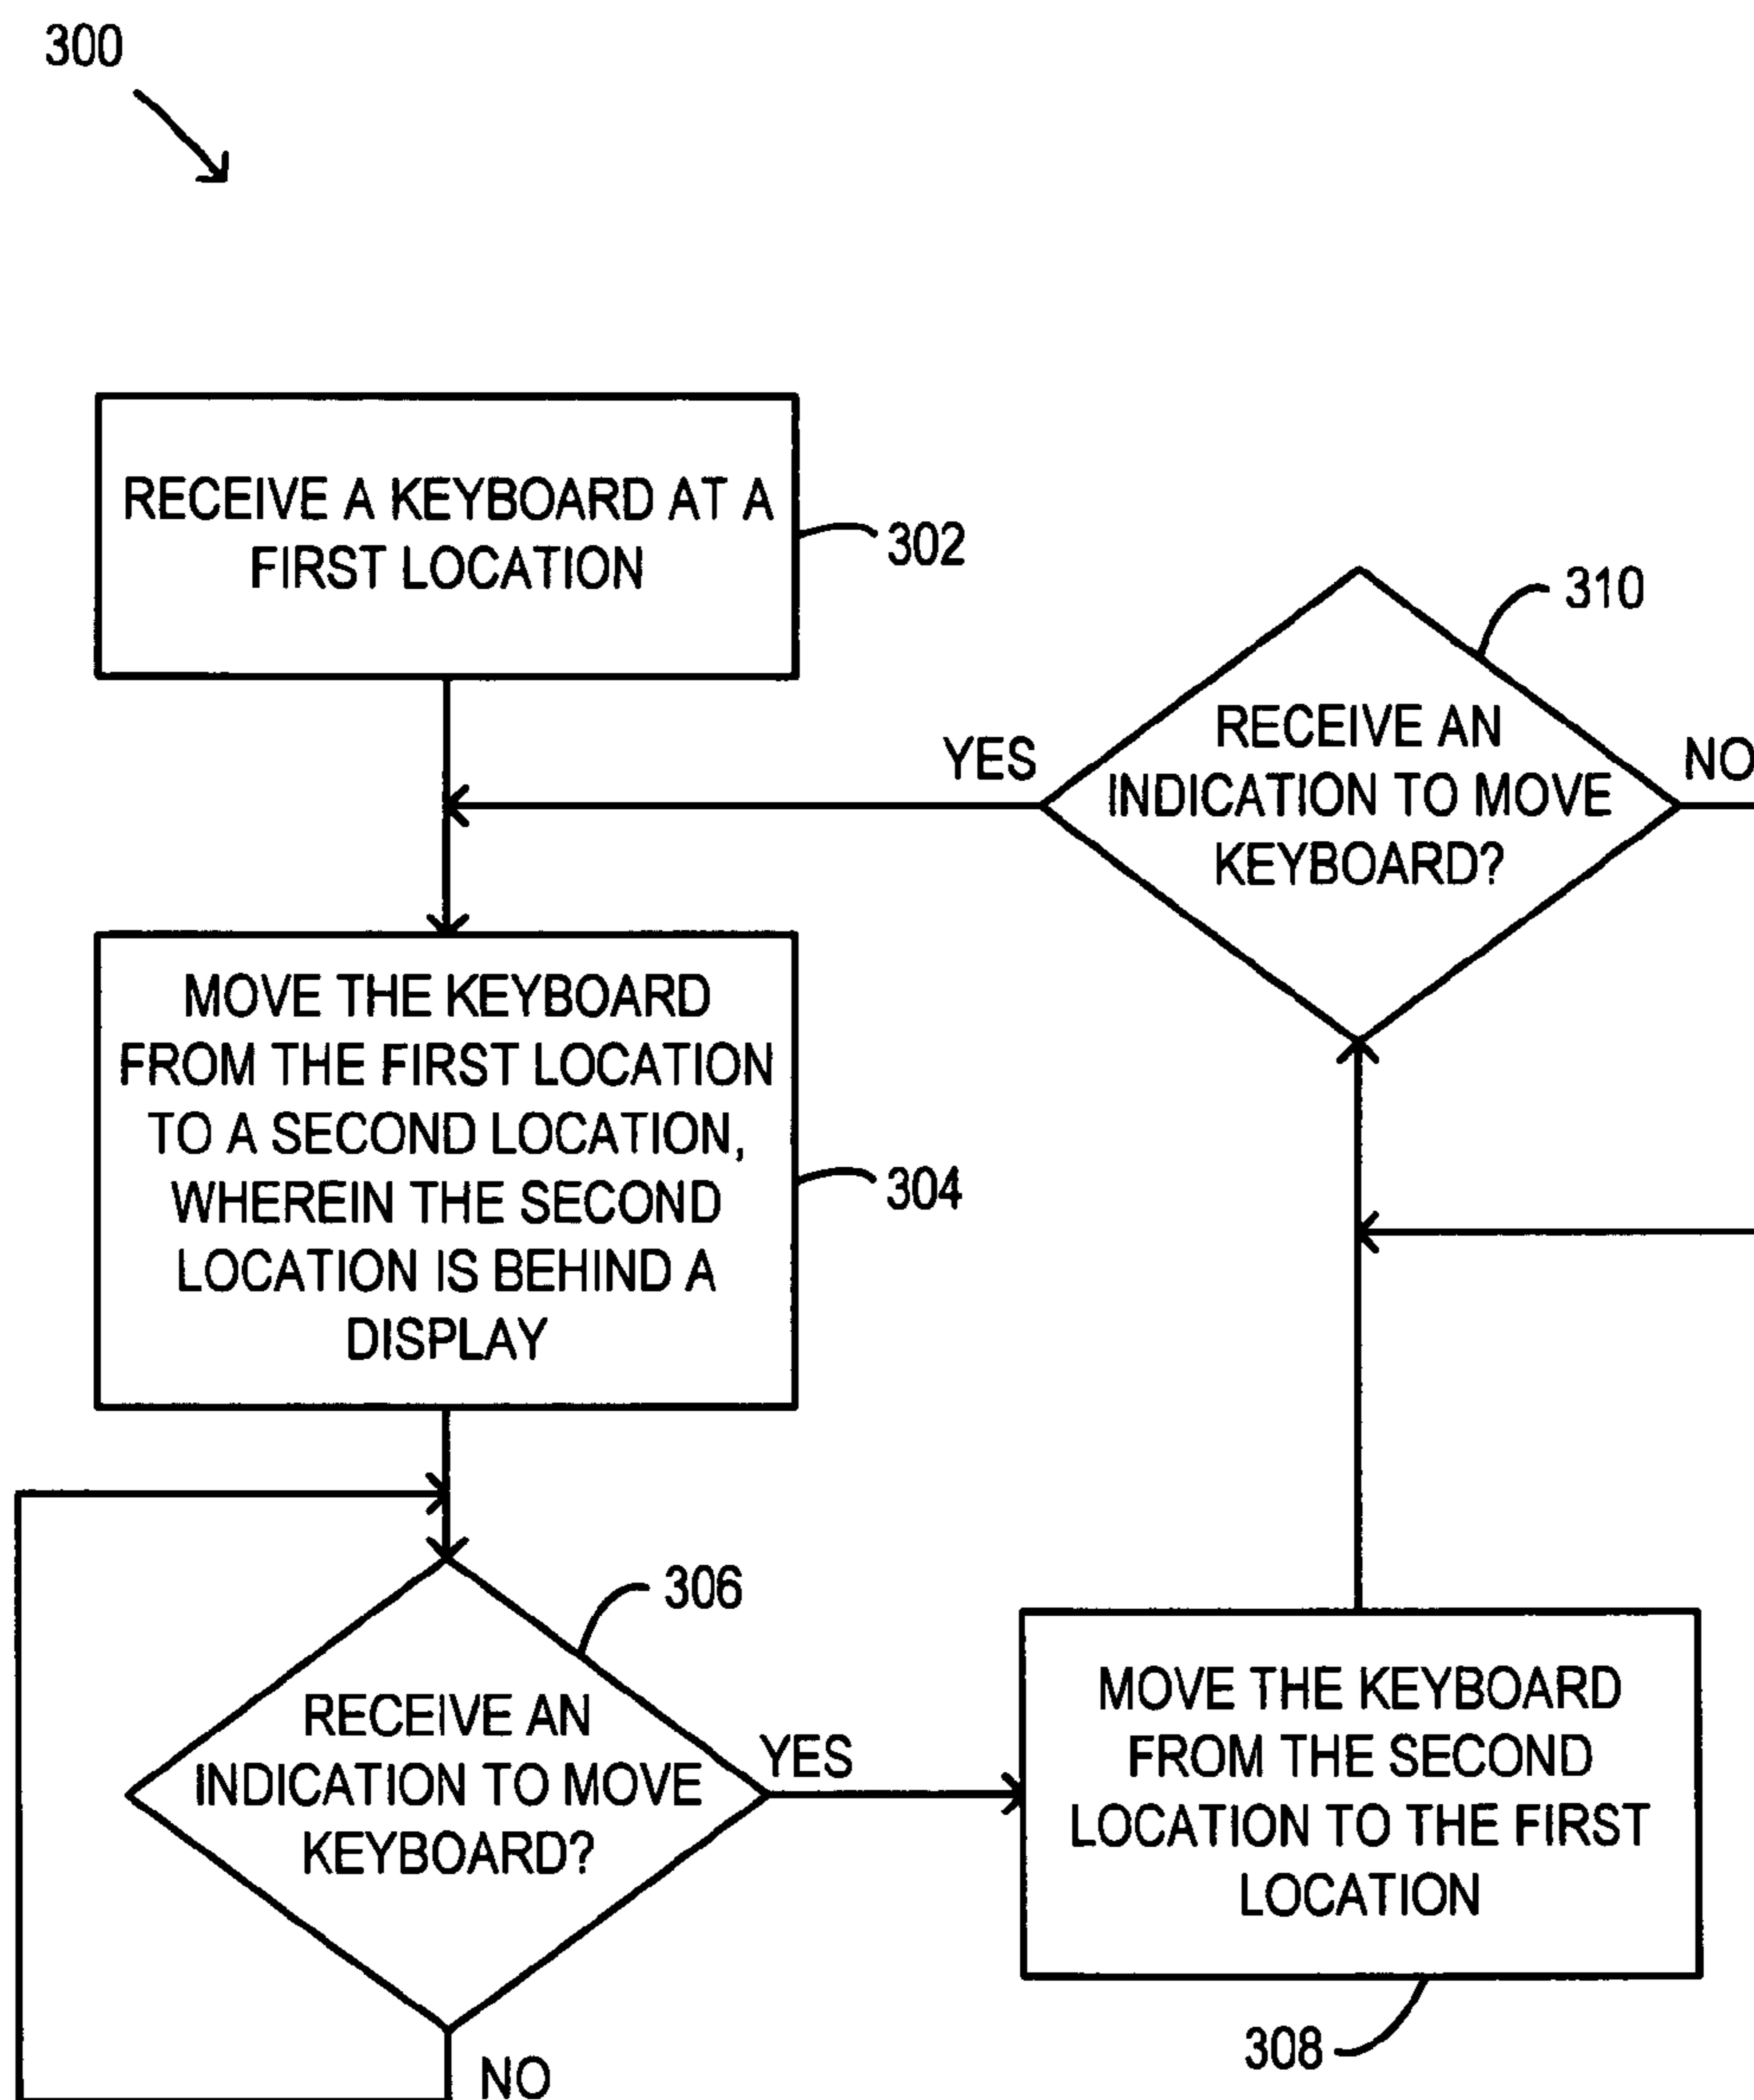 300
RECEIVE A KEYBOARD AT A
FIRST LOCATION
302
310
RECEIVE AN
INDICATION TO MOVE
KEYBOARD?
YES
NO
MOVE THE KEYBOARD
FROM THE FIRST LOCATION
TO A SECOND LOCATION,
WHEREIN THE SECOND
LOCATION IS BEHIND A
DISPLAY
304
306
RECEIVE AN
INDICATION TO MOVE
KEYBOARD?
YES
NO
MOVE THE KEYBOARD
FROM THE SECOND
LOCATION TO THE FIRST
LOCATION
308